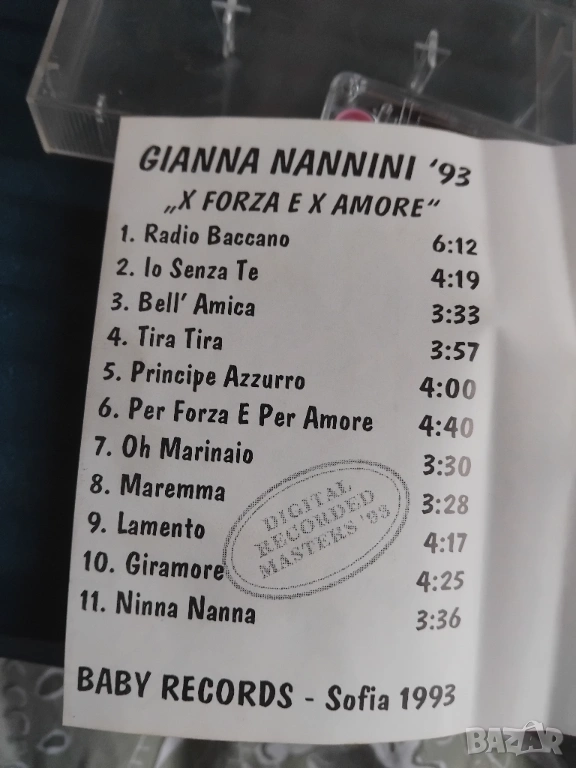 GIANNA NANNINI '93
„X FORZA E X AMORE“
1. Radio Baccano 6:12
2. Io Senza Te 4:19
3. Bell' Amica 3:33
4. Tira Tira 3:57
5. Principe Azzurro 4:00
6. Per Forza E Per Amore 4:40
7. Oh Marinaio 3:30
8. Maremma 3:28
9. Lamento 4:17
10. Giramore 4:25
11. Ninna Nanna 3:36
DIGITAL
RECORDED
MASTERS '93
BABY RECORDS - Sofia 1993
BAZAR